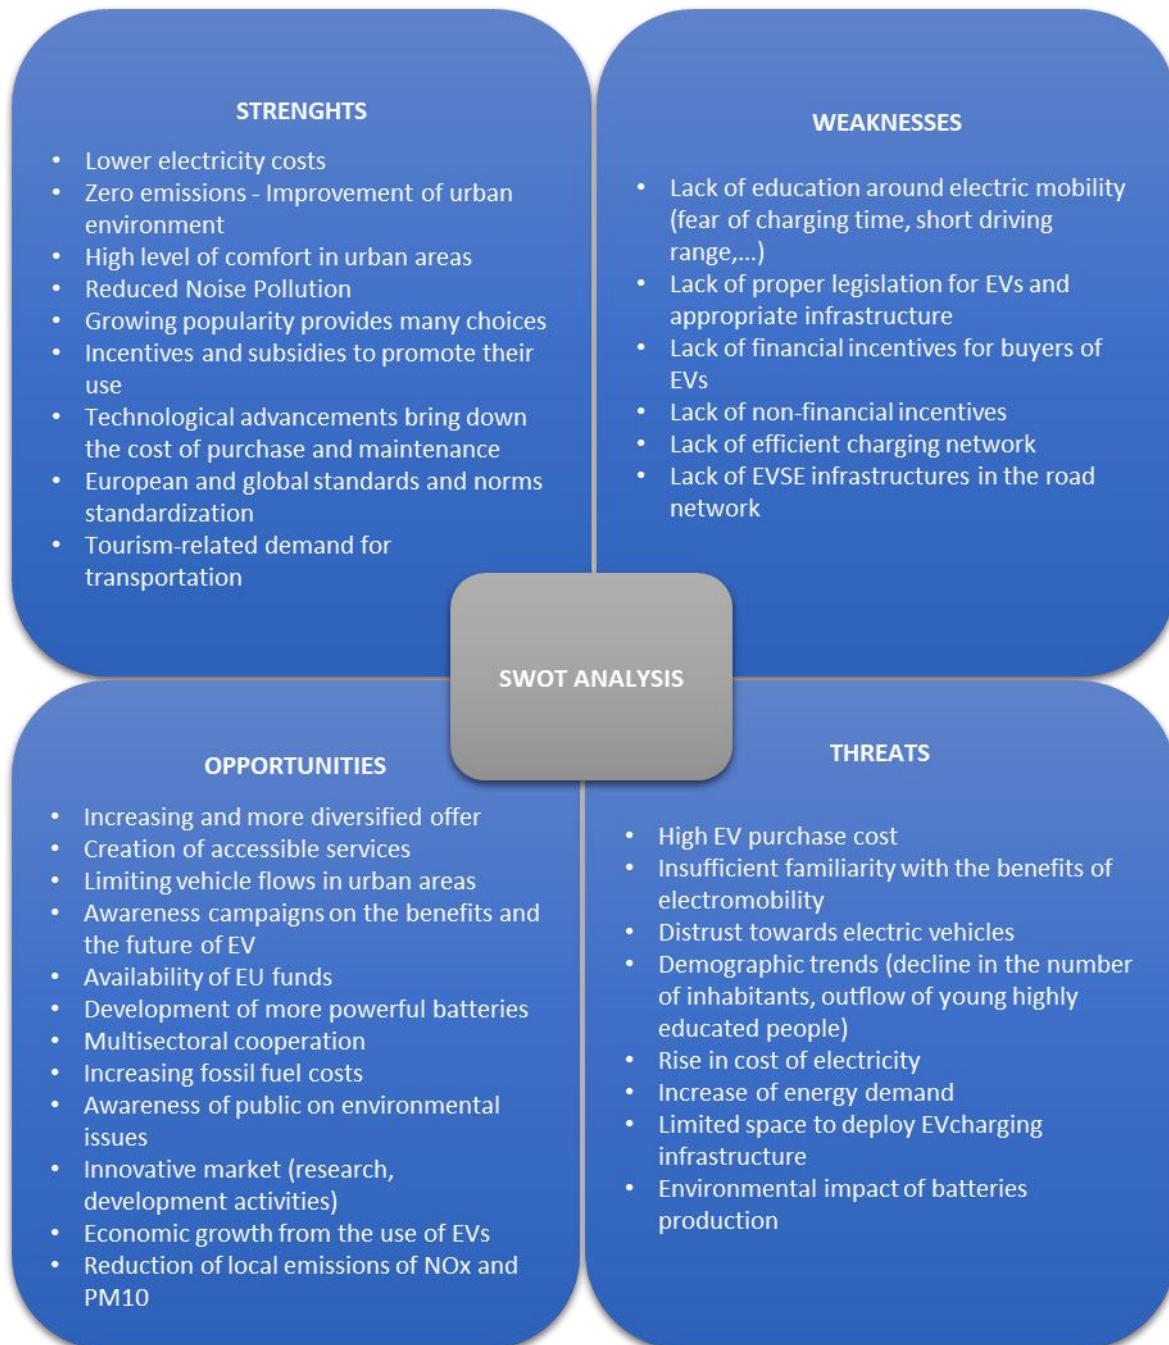 STRENGHTS
• Lower electricity costs
• Zero emissions - Improvement of urban
environment
• High level of comfort in urban areas
• Reduced Noise Pollution
• Growing popularity provides many choices
• Incentives and subsidies to promote their
use
• Technological advancements bring down
the cost of purchase and maintenance
• European and global standards and norms
standardization
• Tourism-related demand for
transportation
WEAKNESSES
• Lack of education around electric mobility
(fear of charging time, short driving
range,...)
• Lack of proper legislation for EVs and
appropriate infrastructure
• Lack of financial incentives for buyers of
EVs
• Lack of non-financial incentives
• Lack of efficient charging network
• Lack of EVSE infrastructures in the road
network
SWOT ANALYSIS
OPPORTUNITIES
• Increasing and more diversified offer
• Creation of accessible services
• Limiting vehicle flows in urban areas
• Awareness campaigns on the benefits and
the future of EV
• Availability of EU funds
• Development of more powerful batteries
• Multisectoral cooperation
• Increasing fossil fuel costs
• Awareness of public on environmental
issues
• Innovative market (research,
development activities)
• Economic growth from the use of EVs
• Reduction of local emissions of NOx and
PM10
THREATS
• High EV purchase cost
• Insufficient familiarity with the benefits of
electromobility
• Distrust towards electric vehicles
• Demographic trends (decline in the number
of inhabitants, outflow of young highly
educated people)
• Rise in cost of electricity
• Increase of energy demand
• Limited space to deploy EVcharging
infrastructure
• Environmental impact of batteries
production